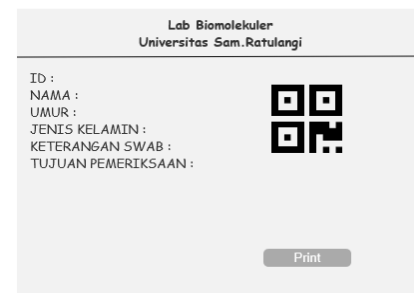 Lab Biomolekuler
Universitas Sam.Ratulangi
ID :
NAMA :
UMUR :
JENIS KELAMIN :
KETERANGAN SWAB :
TUJUAN PEMERIKSAAN :
Print